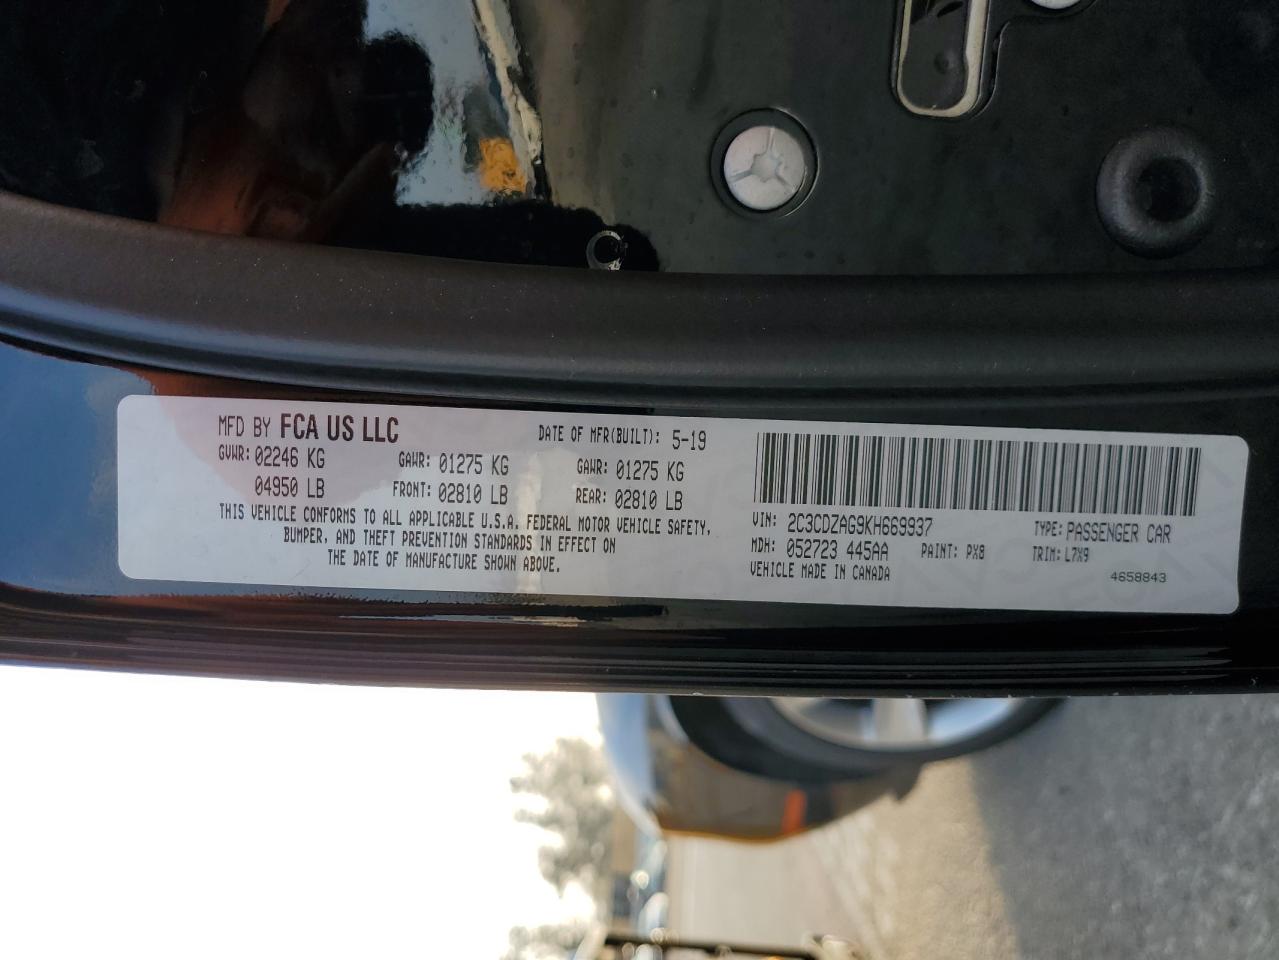 MFD BY FCA US LLC DATE OF MFR(BUILT): 5-19
GVWR: 02246 KG GAWR: 01275 KG GAWR: 01275 KG
04950 LB FRONT: 02810 LB REAR: 02810 LB
THIS VEHICLE CONFORMS TO ALL APPLICABLE U.S.A. FEDERAL MOTOR VEHICLE SAFETY,
BUMPER, AND THEFT PREVENTION STANDARDS IN EFFECT ON
THE DATE OF MANUFACTURE SHOWN ABOVE.
VIN: 2C3CDZAG9KH669937 TYPE: PASSENGER CAR
MDH: 052723 445AA PAINT: PX8 TRIM: L7X9
VEHICLE MADE IN CANADA 4658843